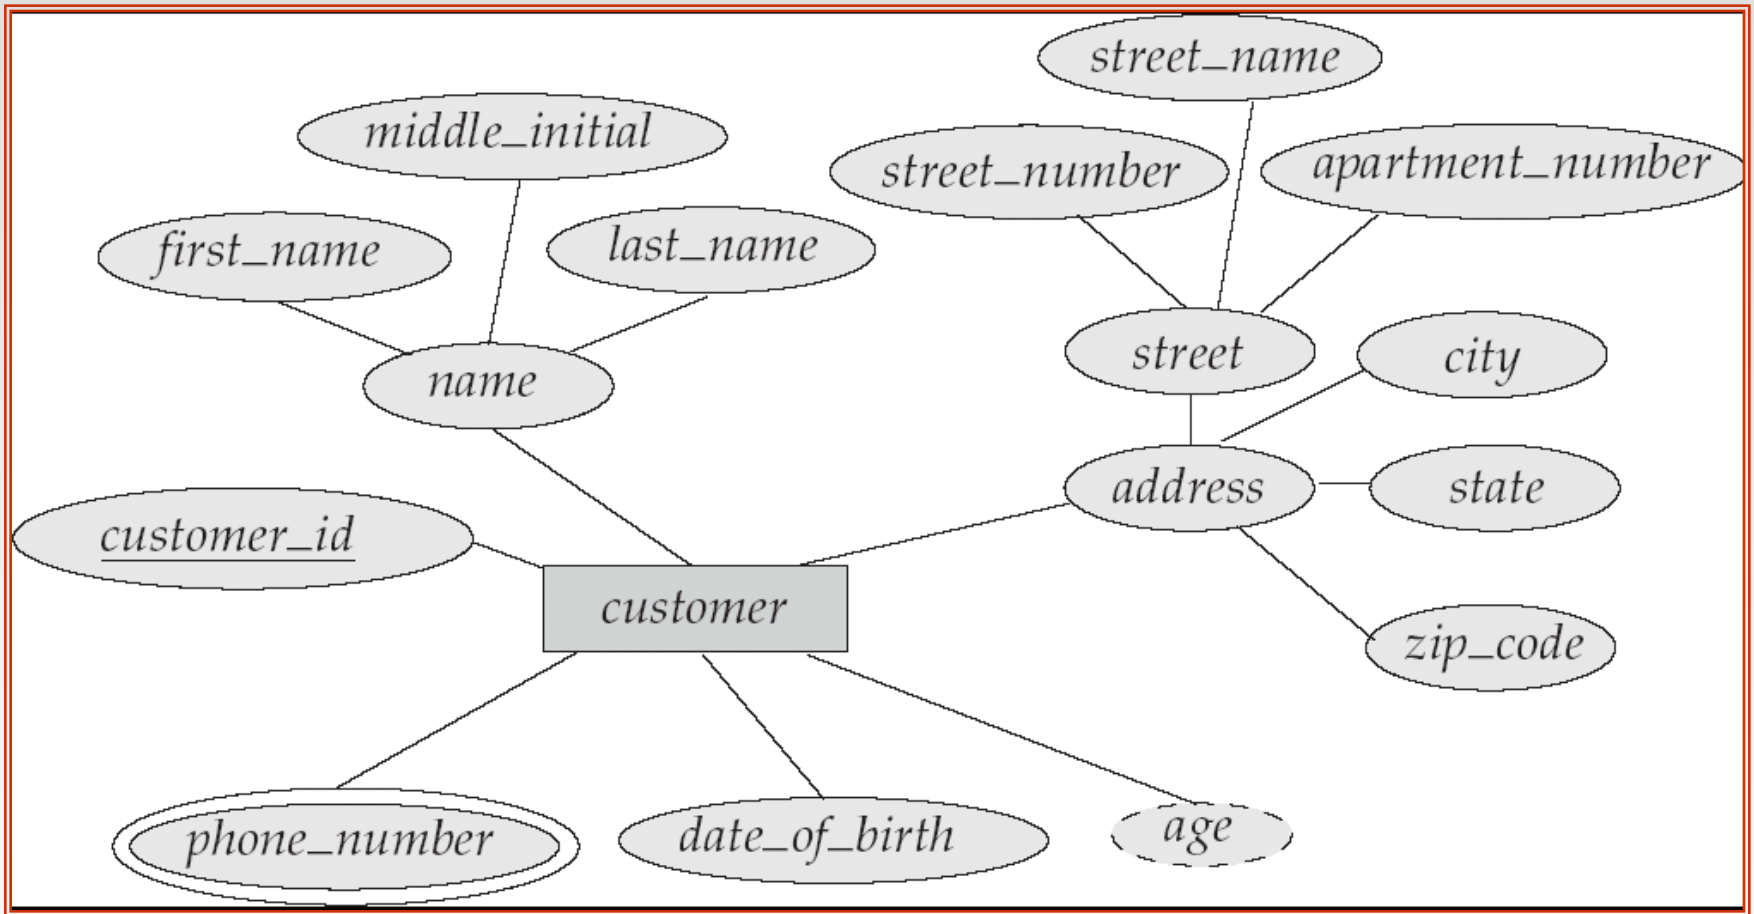 street_name
middle_initial
street_number
apartment_number
first_name
last_name
street
city
name
address
state
customer_id
customer
zip_code
phone_number
date_of_birth
age